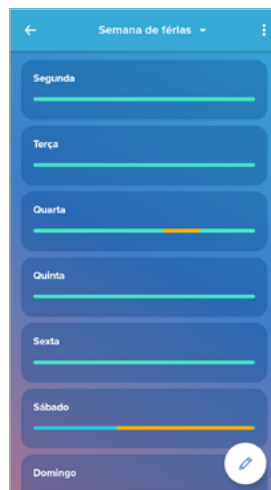 Semana de férias
Segunda
Terça
Quarta
Quinta
Sexta
Sábado
Domingo